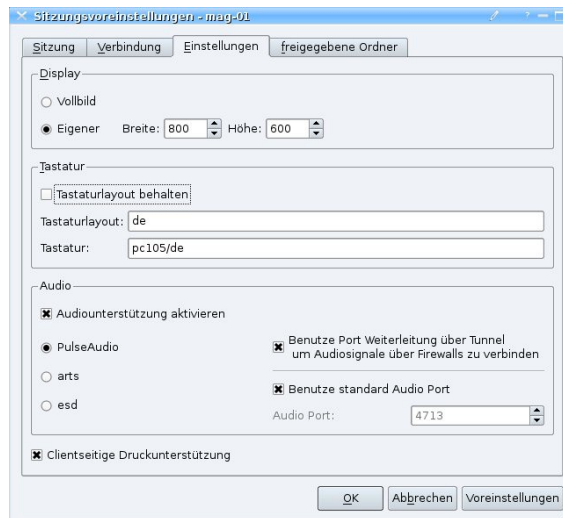 Sitzungsvoreinstellungen - mag-01
Sitzung Verbindung Einstellungen freigegebene Ordner
Display
Vollbild
Eigener Breite: 800 Höhe: 600
Tastatur
Tastaturlayout behalten
Tastaturlayout: de
Tastatur: pc105/de
Audio
Audiounterstützung aktivieren
PulseAudio
arts
esd
Benutze Port Weiterleitung über Tunnel
um Audiosignale über Firewalls zu verbinden
Benutze standard Audio Port
Audio Port: 4713
Clientseitige Druckunterstützung
OK Abbrechen Voreinstellungen